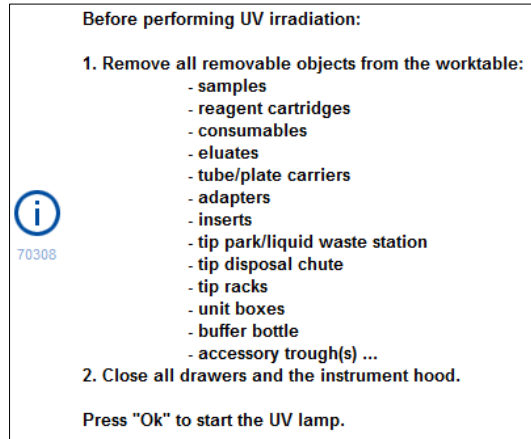 Before performing UV irradiation:
1. Remove all removable objects from the worktable:
- samples
- reagent cartridges
- consumables
- eluates
- tube/plate carriers
- adapters
- inserts
- tip park/liquid waste station
- tip disposal chute
- tip racks
- unit boxes
- buffer bottle
- accessory trough(s) ...
i
70308
2. Close all drawers and the instrument hood.
Press "Ok" to start the UV lamp.